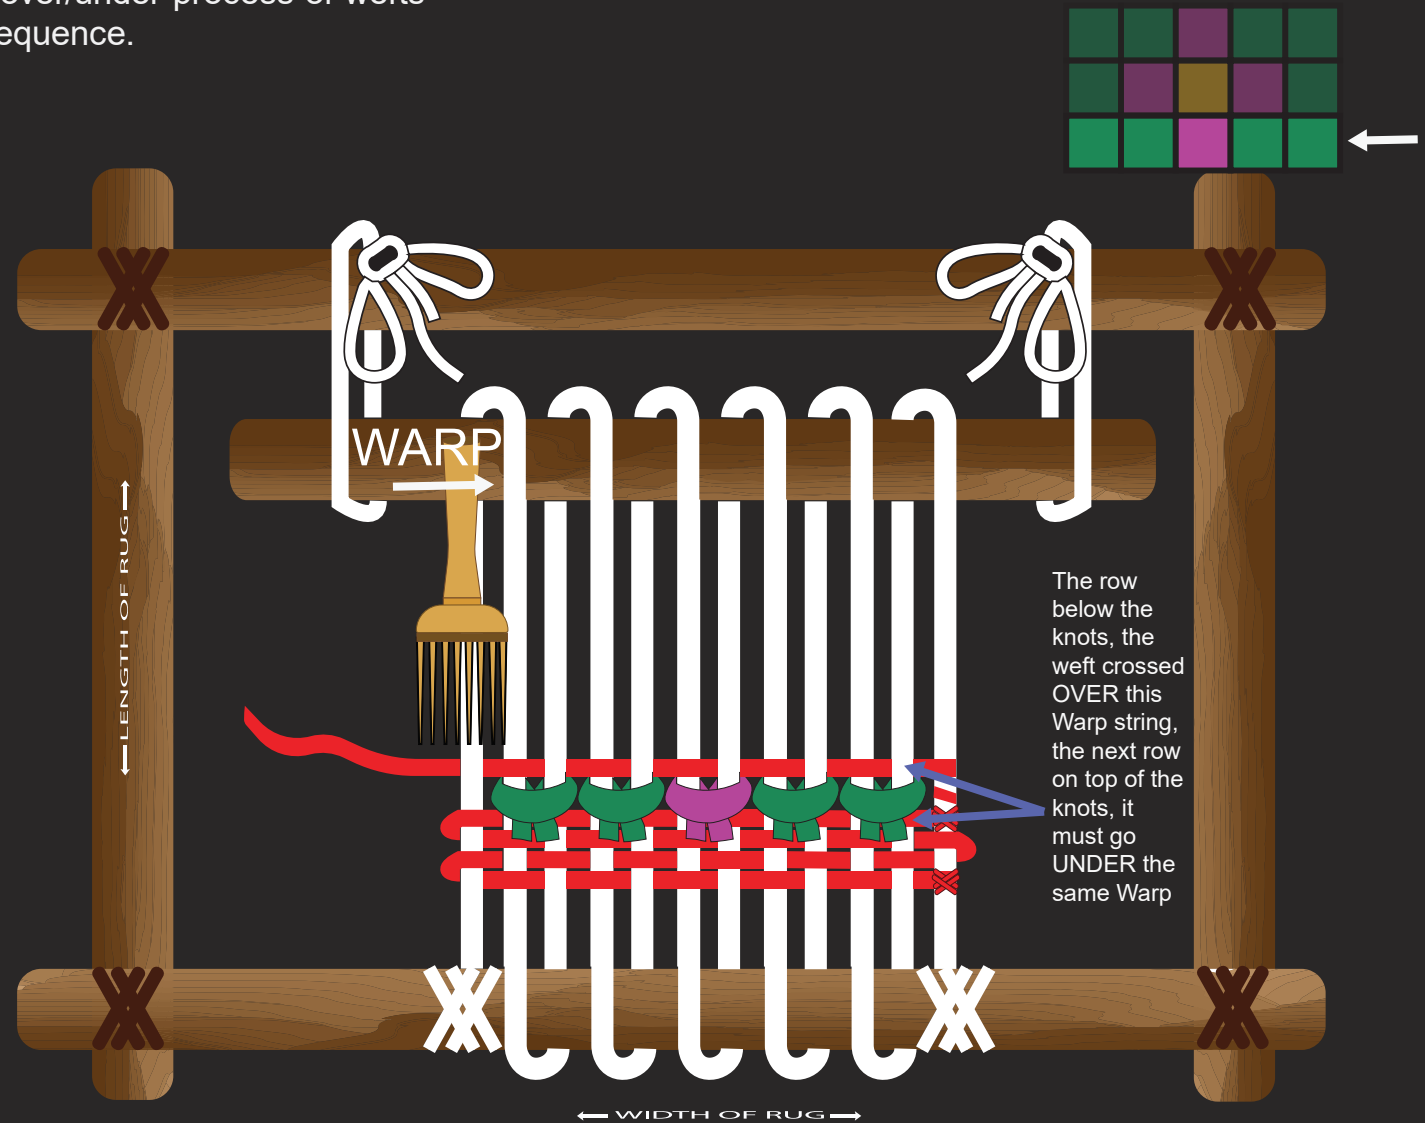 equence.
WARP
LENGTH OF RUG
The row
below the
knots, the
weft crossed
OVER this
Warp string,
the next row
on top of the
knots, it
must go
UNDER the
same Warp
WIDTH OF RUG